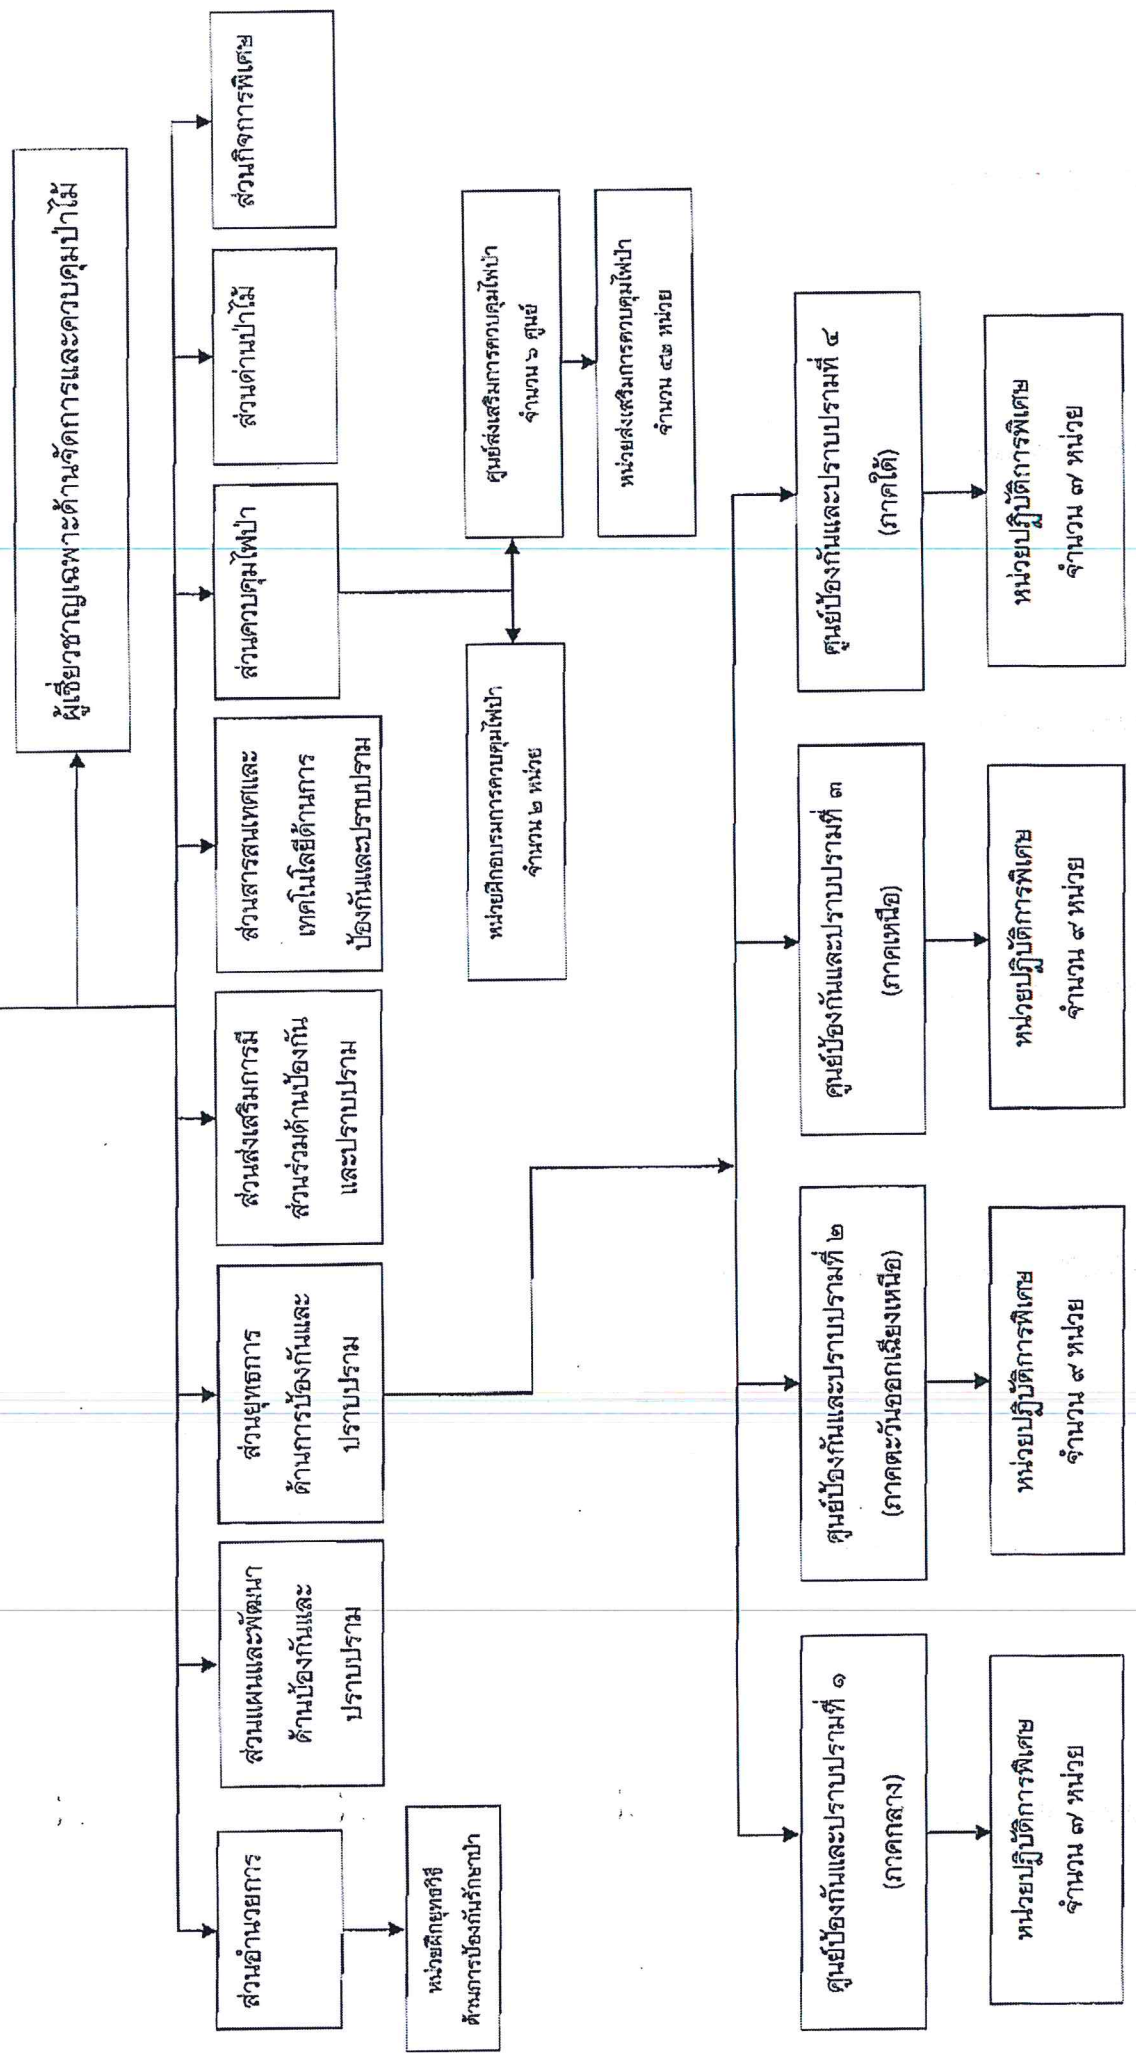 ผู้เชี่ยวชาญเฉพาะด้านจัดการและควบคุมป่าไม้
ส่วนอำนวยการ
ส่วนแผนและพัฒนา
ด้านป้องกันและ
ปราบปราม
ส่วนยุทธการ
ด้านการป้องกันและ
ปราบปราม
ส่วนส่งเสริมการมี
ส่วนร่วมด้านป้องกัน
และปราบปราม
ส่วนสารสนเทศและ
เทคโนโลยีด้านการ
ป้องกันและปราบปราม
ส่วนควบคุมไฟป่า
ส่วนด่านป่าไม้
ส่วนกิจการพิเศษ
หน่วยฝึกยุทธวิธี
ด้านการป้องกันรักษาป่า
หน่วยฝึกอบรมการควบคุมไฟป่า
จำนวน ๒ หน่วย
ศูนย์ส่งเสริมการควบคุมไฟป่า
จำนวน ๖ ศูนย์
หน่วยส่งเสริมการควบคุมไฟป่า
จำนวน ๕๒ หน่วย
ศูนย์ป้องกันและปราบปรามที่ ๑
(ภาคกลาง)
ศูนย์ป้องกันและปราบปรามที่ ๒
(ภาคตะวันออกเฉียงเหนือ)
ศูนย์ป้องกันและปราบปรามที่ ๓
(ภาคเหนือ)
ศูนย์ป้องกันและปราบปรามที่ ๔
(ภาคใต้)
หน่วยปฏิบัติการพิเศษ
จำนวน ๗ หน่วย
หน่วยปฏิบัติการพิเศษ
จำนวน ๙ หน่วย
หน่วยปฏิบัติการพิเศษ
จำนวน ๙ หน่วย
หน่วยปฏิบัติการพิเศษ
จำนวน ๗ หน่วย